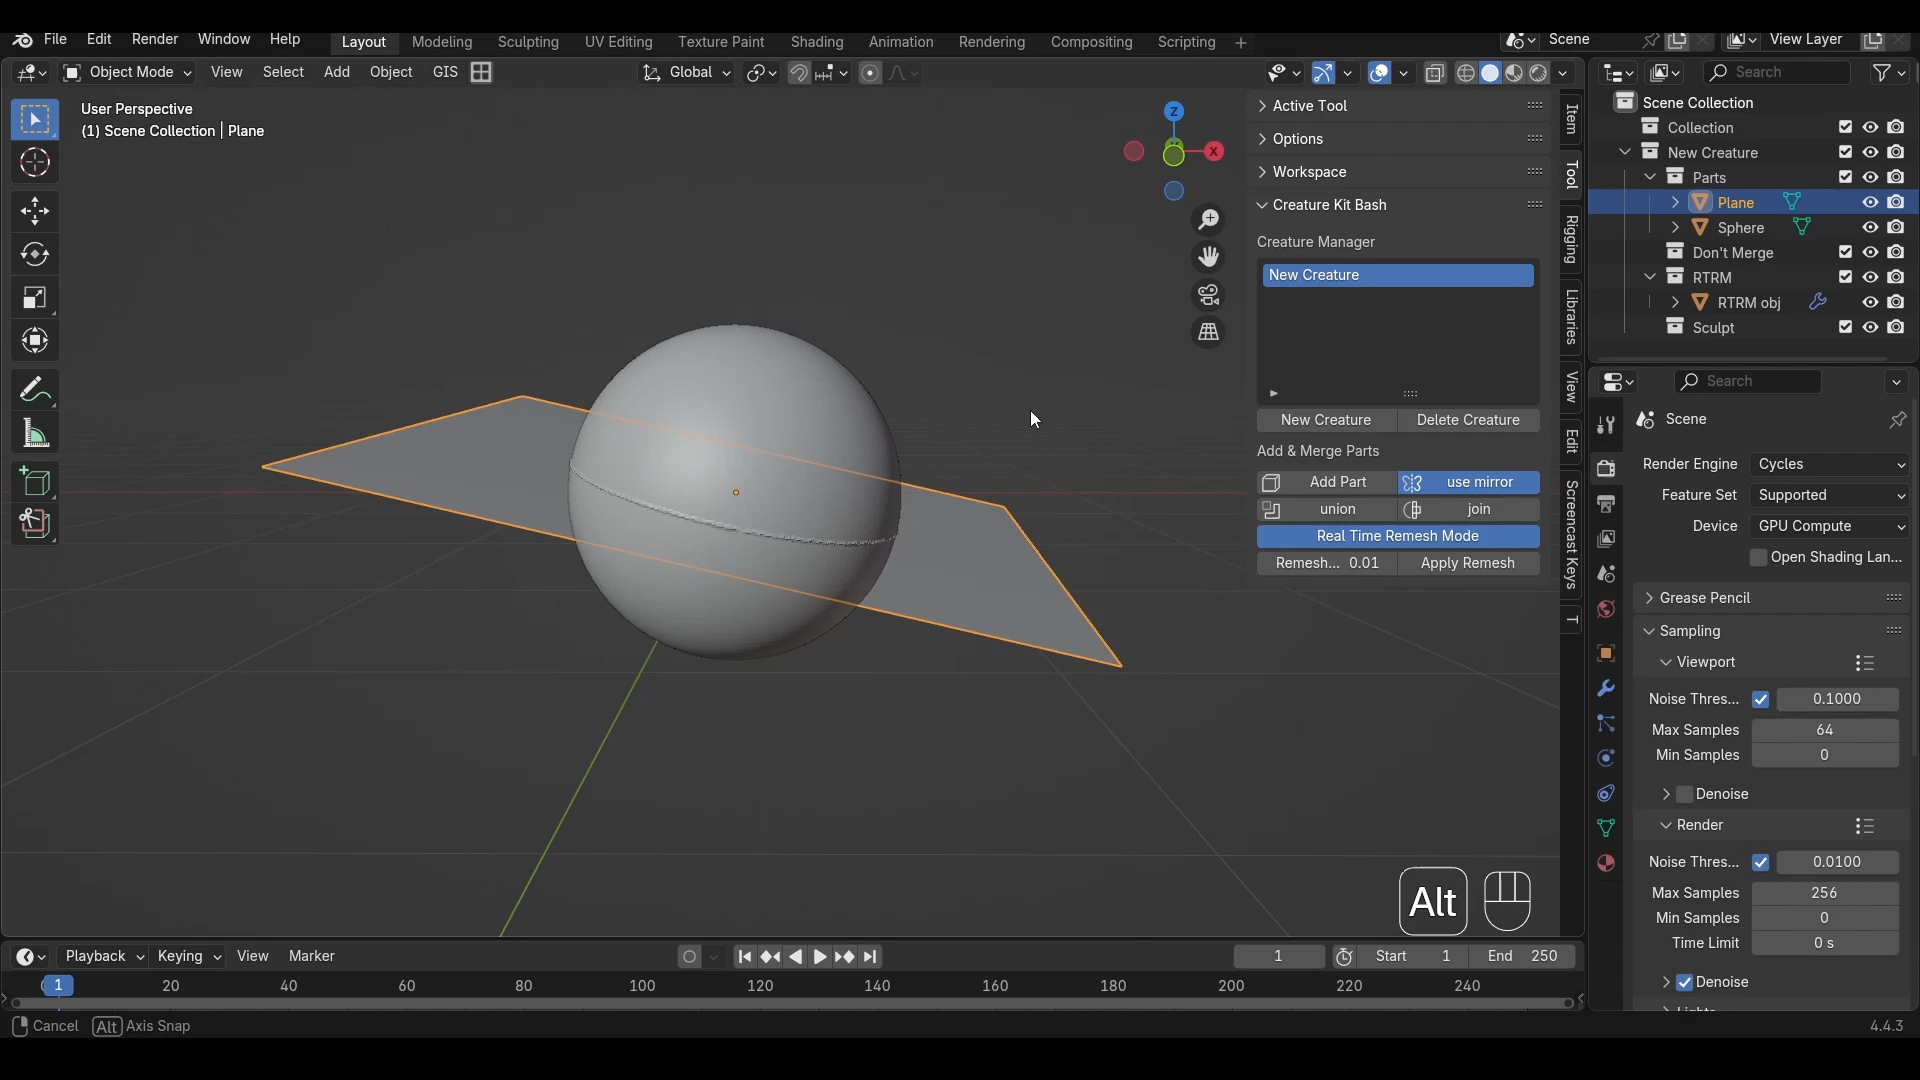 File Edit Render Window Help Layout Modeling Sculpting UV Editing Texture Paint Shading Animation Rendering Compositing Scripting + Scene View Layer
Object Mode View Select Add Object GIS Global Search
User Perspective
(1) Scene Collection | Plane
Z
X
Active Tool
Options
Workspace
Creature Kit Bash
Creature Manager
New Creature
New Creature Delete Creature
Add & Merge Parts
Add Part use mirror
union join
Real Time Remesh Mode
Remesh... 0.01 Apply Remesh
Item
Tool
Rigging
Libraries
View
Edit
Screencast Keys
T
Scene Collection
Collection
New Creature
Parts
Plane
Sphere
Don't Merge
RTRM
RTRM obj
Sculpt
Search
Scene
Render Engine Cycles
Feature Set Supported
Device GPU Compute
Open Shading Lan...
Grease Pencil
Sampling
Viewport
Noise Thres... 0.1000
Max Samples 64
Min Samples 0
Denoise
Render
Noise Thres... 0.0100
Max Samples 256
Min Samples 0
Time Limit 0 s
Denoise
Alt
Playback Keying View Marker 1 Start 1 End 250
1 20 40 60 80 100 120 140 160 180 200 220 240
Cancel Alt Axis Snap 4.4.3